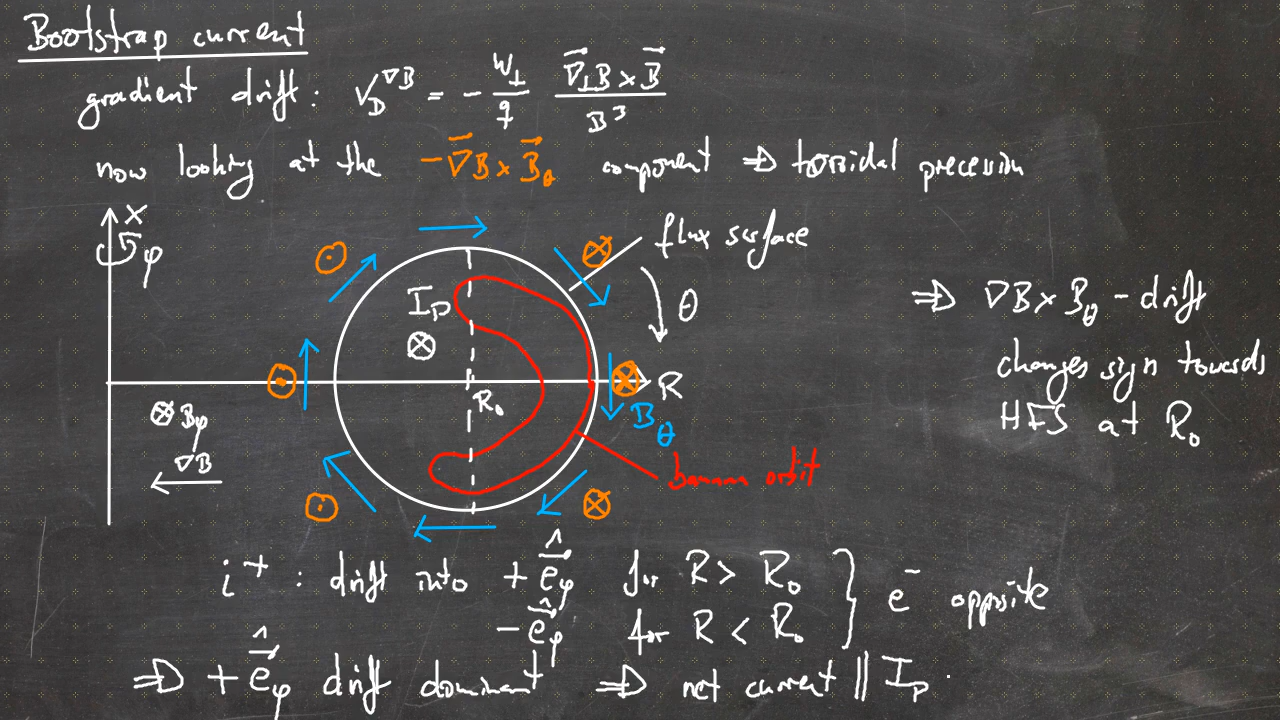 Bootstrap current
gradient drift: V_D^∇B = - W⊥/q (∇⃗⊥B × B⃗)/B³
now looking at the -∇⃗B × B⃗_θ component ⇒ toroidal precession
X
φ
flux surface
I_p
θ
⇒ ∇B × B_θ - drift
changes sign towards
HFS at R₀
R₀
R
B_φ
B_θ
∇B
banana orbit
i⁺ : drift into + ê_φ for R > R₀
- ê_φ for R < R₀
e⁻ opposite
⇒ + ê_φ drift dominant ⇒ net current ∥ I_p .